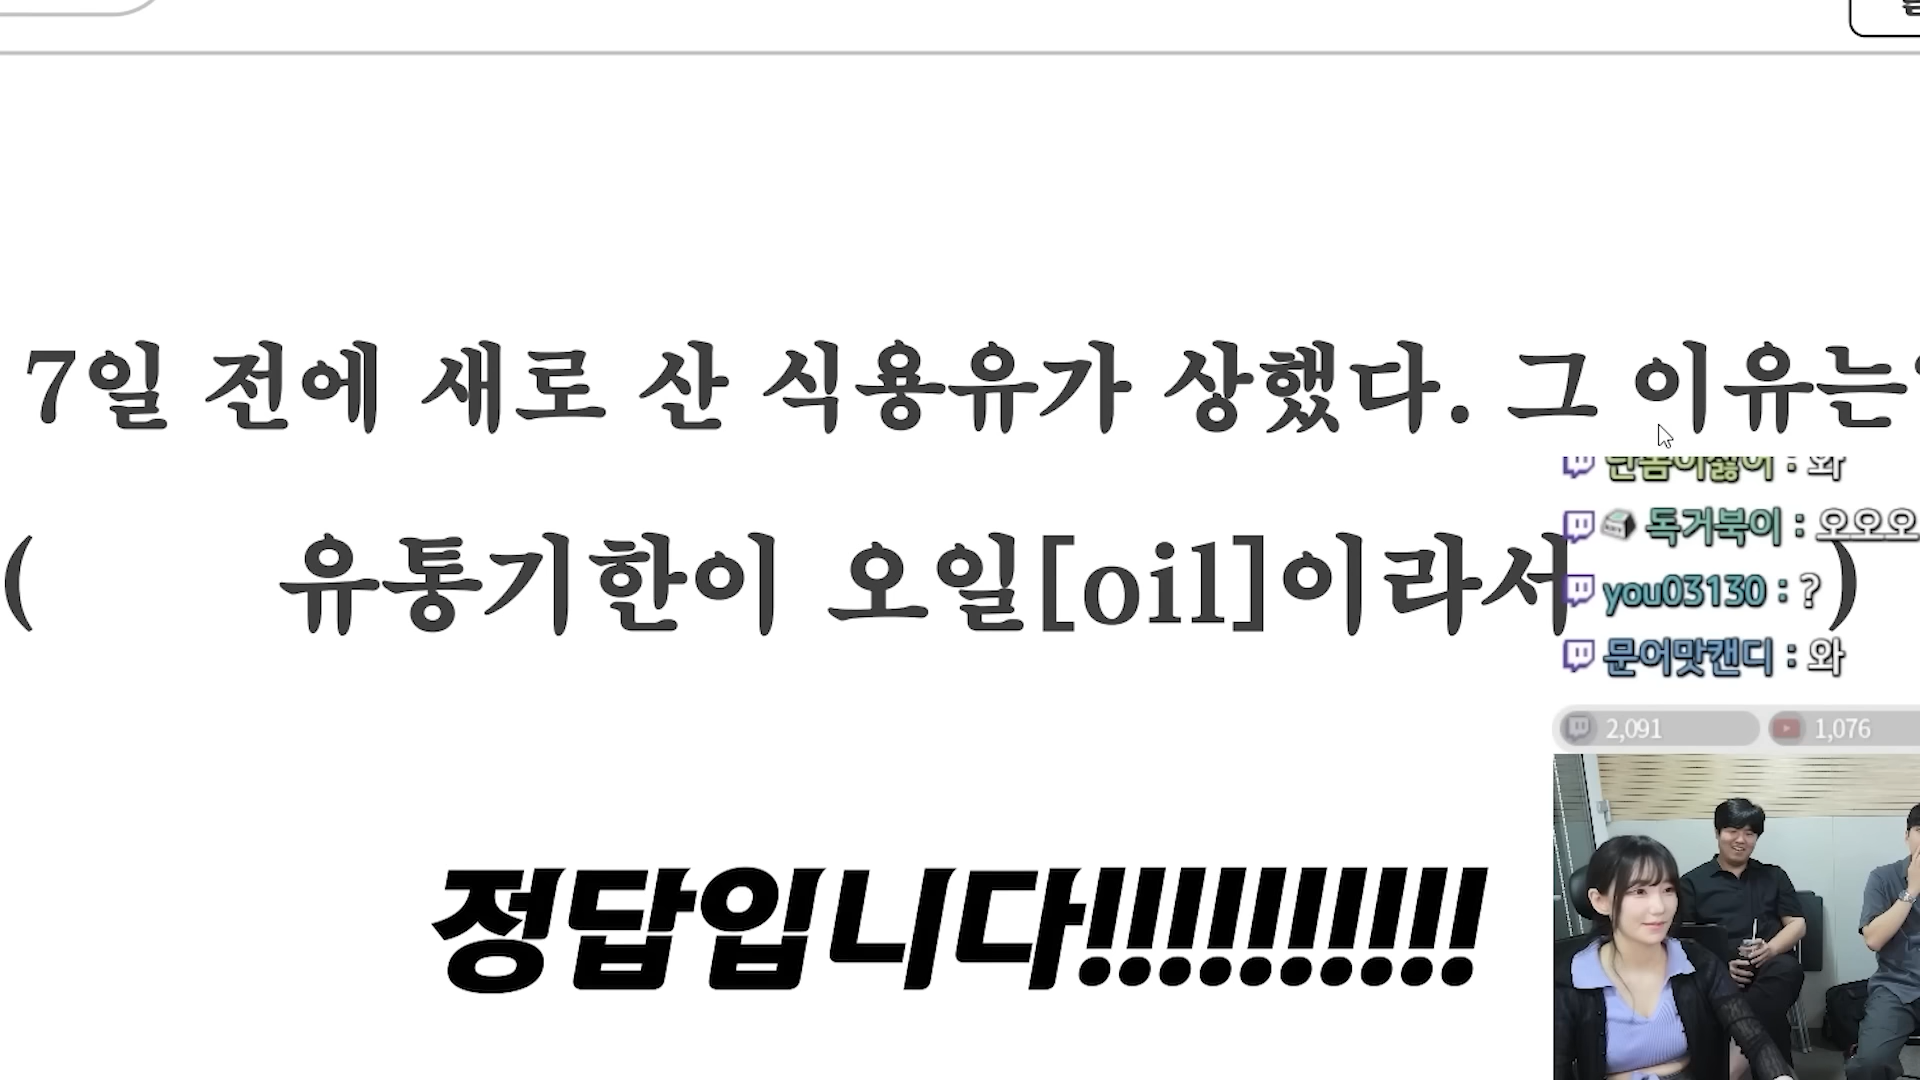 7일 전에 새로 산 식용유가 상했다. 그 이유는
( 유통기한이 오일[oil]이라서 )
: 와
독거북이 : 오오오
you03130 : ?
문어맛캔디 : 와
2,091
1,076
정답입니다!!!!!!!!!!